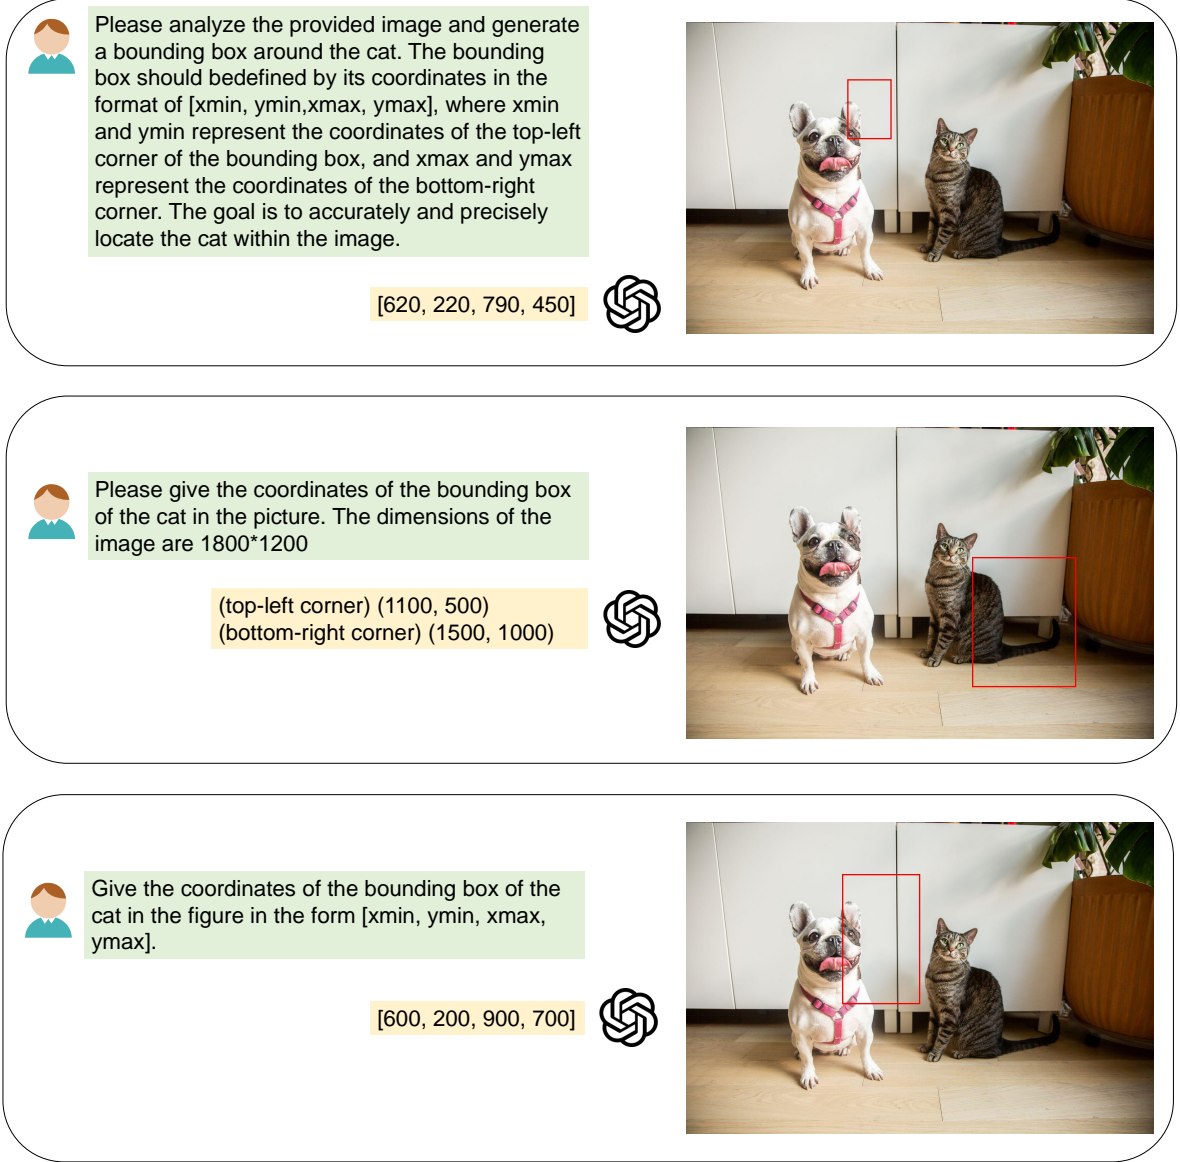 Please analyze the provided image and generate
a bounding box around the cat. The bounding
box should bedefined by its coordinates in the
format of [xmin, ymin,xmax, ymax], where xmin
and ymin represent the coordinates of the top-left
corner of the bounding box, and xmax and ymax
represent the coordinates of the bottom-right
corner. The goal is to accurately and precisely
locate the cat within the image.
[620, 220, 790, 450]
Please give the coordinates of the bounding box
of the cat in the picture. The dimensions of the
image are 1800*1200
(top-left corner) (1100, 500)
(bottom-right corner) (1500, 1000)
Give the coordinates of the bounding box of the
cat in the figure in the form [xmin, ymin, xmax,
ymax].
[600, 200, 900, 700]